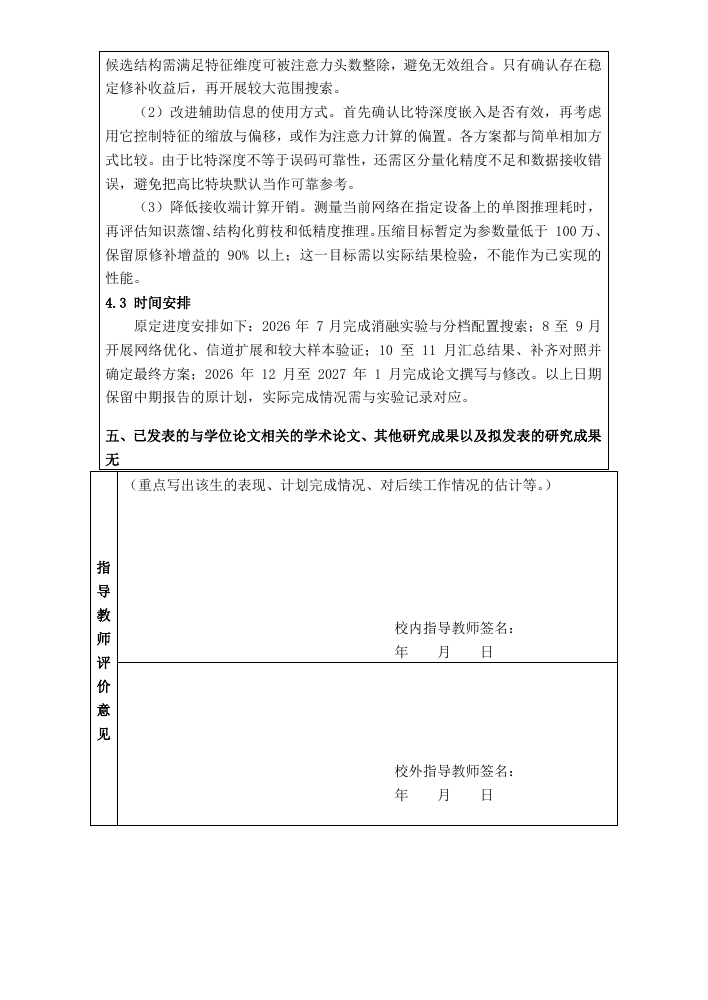 候选结构需满足特征维度可被注意力头数整除，避免无效组合。只有确认存在稳
定修补收益后，再开展较大范围搜索。
（2）改进辅助信息的使用方式。首先确认比特深度嵌入是否有效，再考虑
用它控制特征的缩放与偏移，或作为注意力计算的偏置。各方案都与简单相加方
式比较。由于比特深度不等于误码可靠性，还需区分量化精度不足和数据接收错
误，避免把高比特块默认当作可靠参考。
（3）降低接收端计算开销。测量当前网络在指定设备上的单图推理耗时，
再评估知识蒸馏、结构化剪枝和低精度推理。压缩目标暂定为参数量低于 100 万、
保留原修补增益的 90% 以上；这一目标需以实际结果检验，不能作为已实现的
性能。
4.3 时间安排
原定进度安排如下：2026 年 7 月完成消融实验与分档配置搜索；8 至 9 月
开展网络优化、信道扩展和较大样本验证；10 至 11 月汇总结果、补齐对照并
确定最终方案；2026 年 12 月至 2027 年 1 月完成论文撰写与修改。以上日期
保留中期报告的原计划，实际完成情况需与实验记录对应。
五、已发表的与学位论文相关的学术论文、其他研究成果以及拟发表的研究成果
无
指
导
教
师
评
价
意
见
（重点写出该生的表现、计划完成情况、对后续工作情况的估计等。）
校内指导教师签名：
年 月 日
校外指导教师签名：
年 月 日